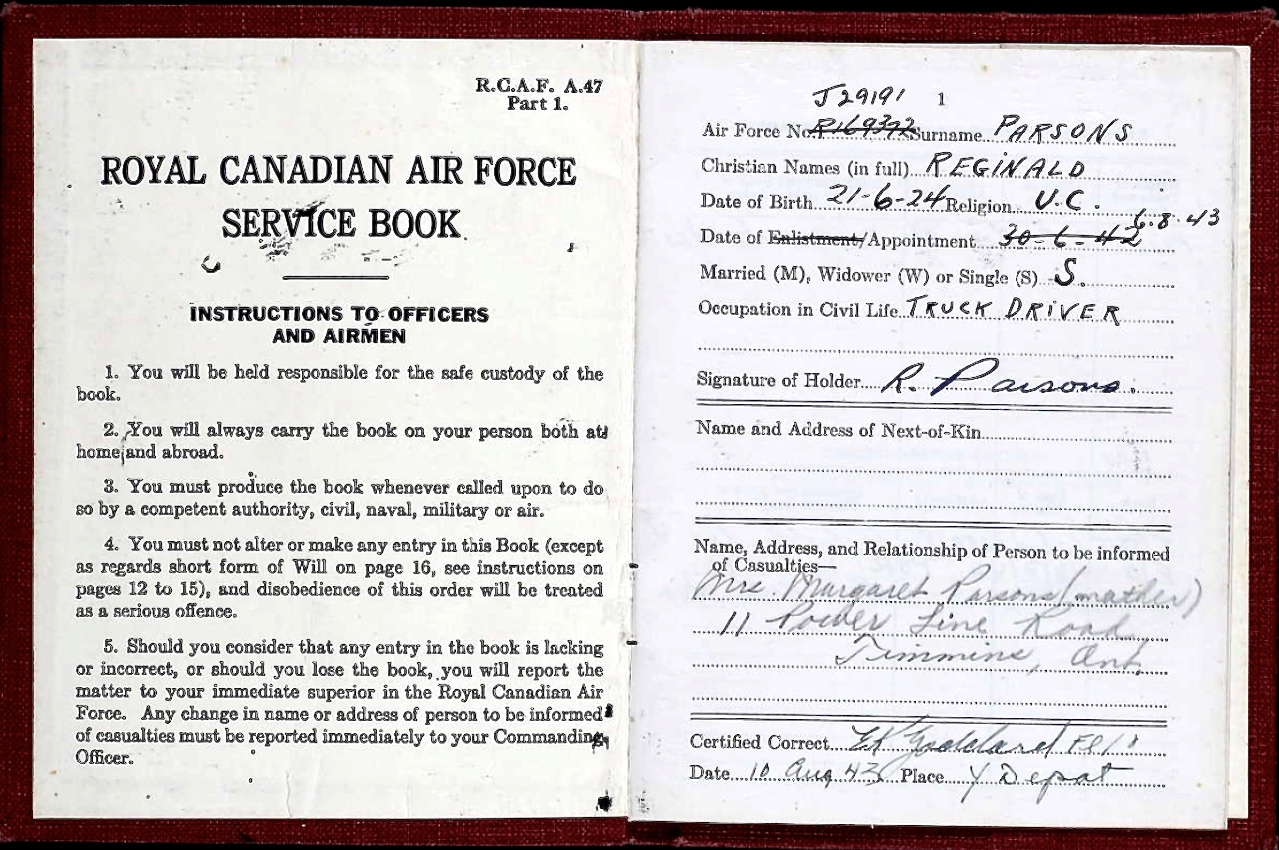 R.C.A.F. A.47
Part 1.
ROYAL CANADIAN AIR FORCE
SERVICE BOOK
INSTRUCTIONS TO OFFICERS
AND AIRMEN
1. You will be held responsible for the safe custody of the
book.
2. You will always carry the book on your person both at
home and abroad.
3. You must produce the book whenever called upon to do
so by a competent authority, civil, naval, military or air.
4. You must not alter or make any entry in this Book (except
as regards short form of Will on page 16, see instructions on
pages 12 to 15), and disobedience of this order will be treated
as a serious offence.
5. Should you consider that any entry in the book is lacking
or incorrect, or should you lose the book, you will report the
matter to your immediate superior in the Royal Canadian Air
Force. Any change in name or address of person to be informed
of casualties must be reported immediately to your Commanding
Officer.
J29191 1
Air Force No. R169392 Surname PARSONS
Christian Names (in full) REGINALD
Date of Birth 21-6-24 Religion U.C.
6.8.43
Date of Enlistment/Appointment 30-6-42
Married (M), Widower (W) or Single (S) S.
Occupation in Civil Life TRUCK DRIVER
Signature of Holder R. Parsons.
Name and Address of Next-of-Kin
Name, Address, and Relationship of Person to be informed
of Casualties—
Mrs. Margaret Parsons (mother)
11 Power Line Road
Timmins, Ont.
Certified Correct Goddard F/O
Date 10 Aug 43 Place Y Depot